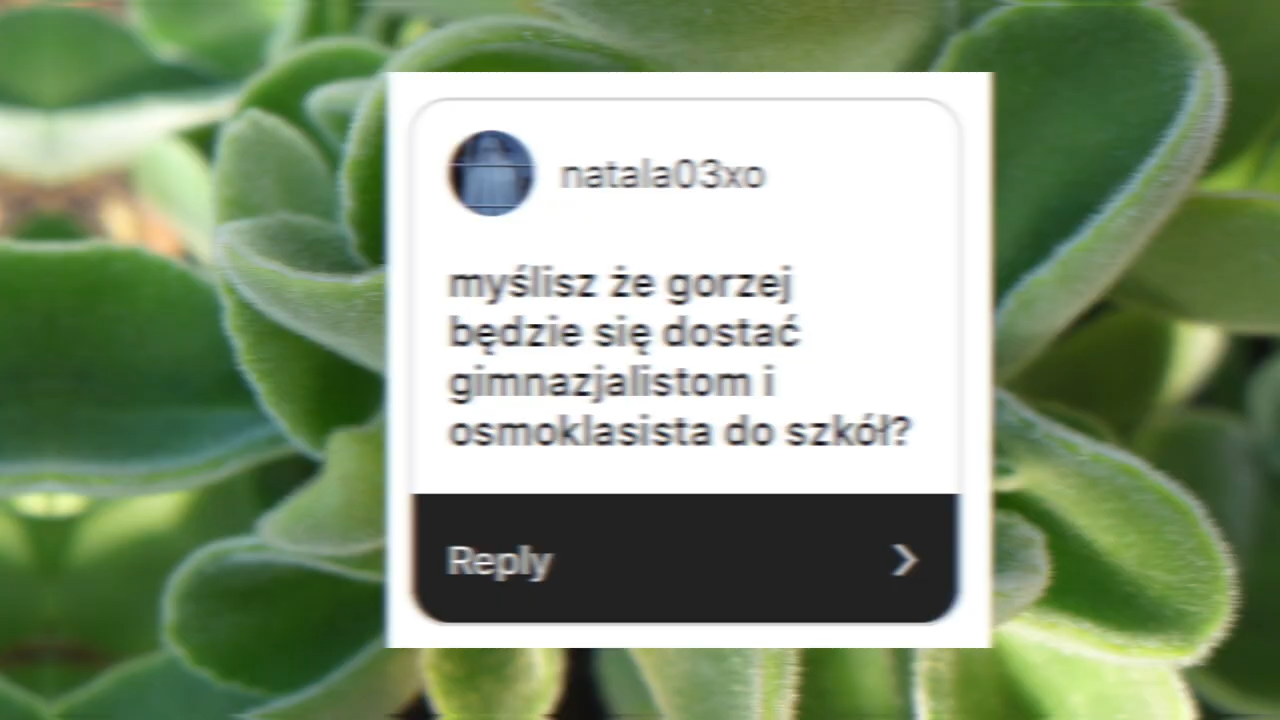 natala03xo
myślisz że gorzej
będzie się dostać
gimnazjalistom i
osmoklasista do szkół?
Reply